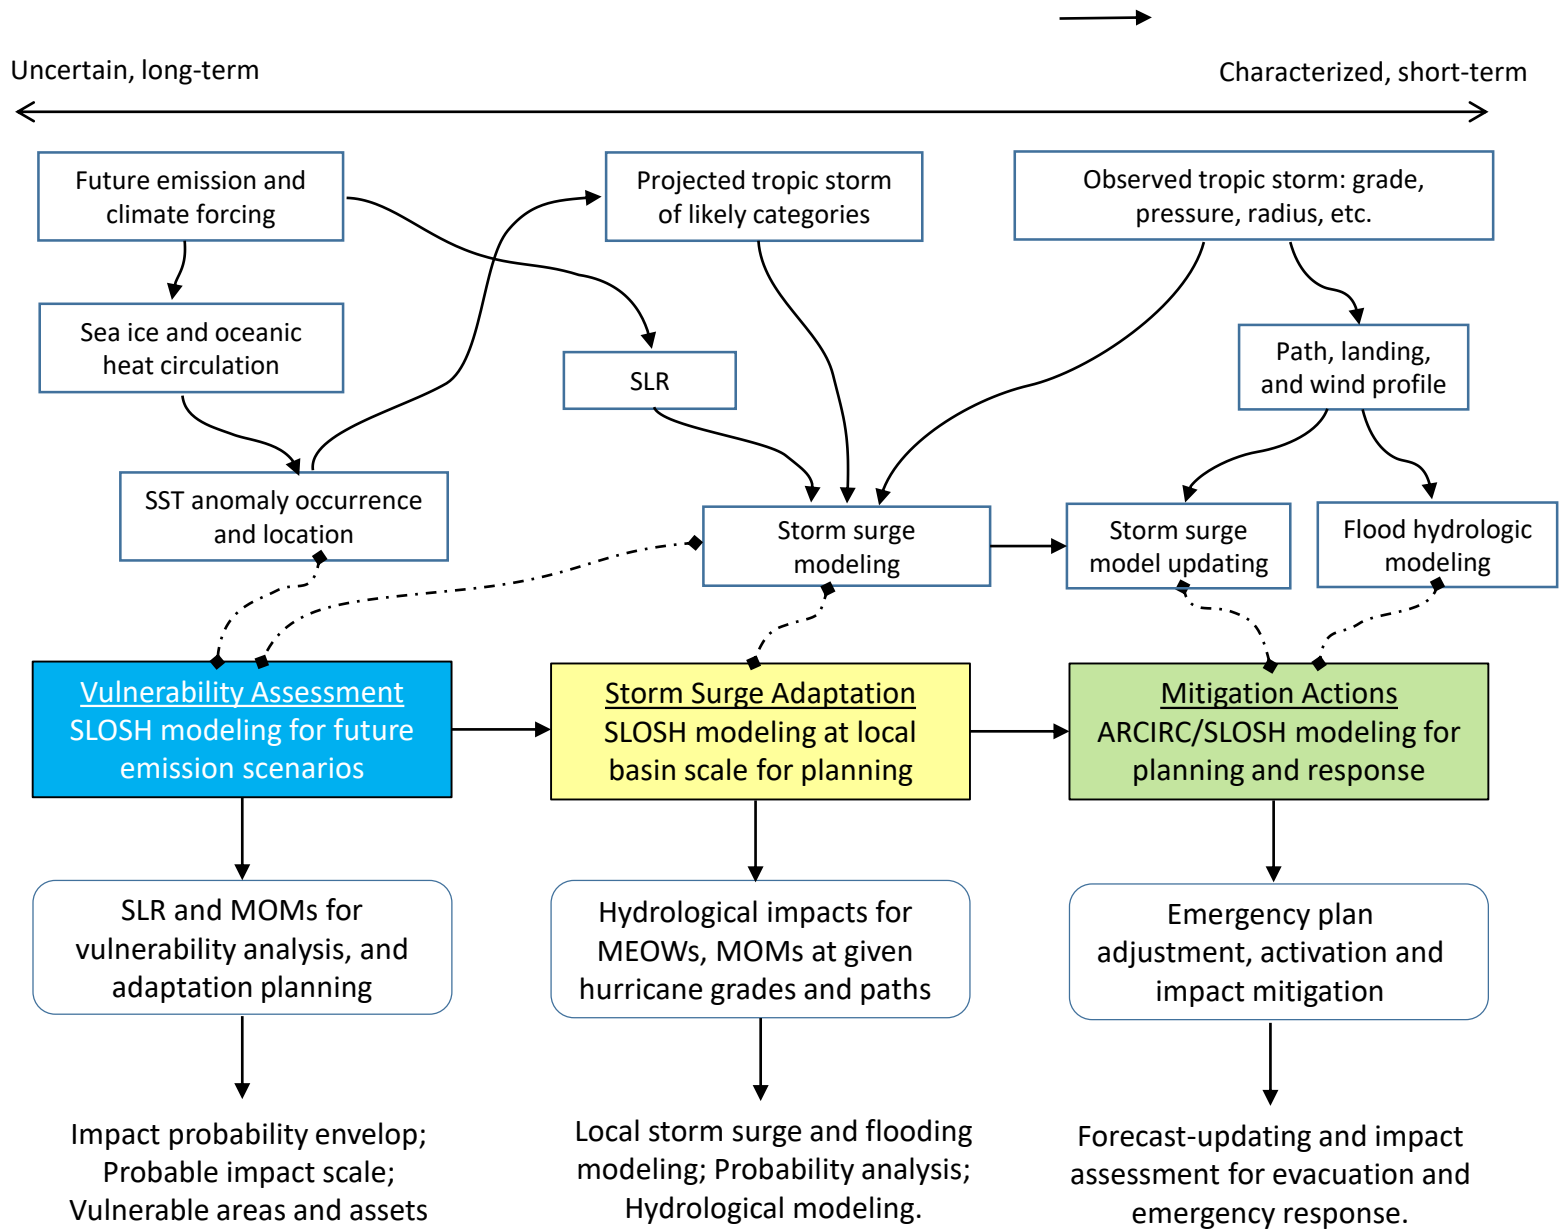 Uncertain, long-term
Characterized, short-term
Future emission and
climate forcing
Projected tropic storm
of likely categories
Observed tropic storm: grade,
pressure, radius, etc.
Sea ice and oceanic
heat circulation
SLR
Path, landing,
and wind profile
SST anomaly occurrence
and location
Storm surge
modeling
Storm surge
model updating
Flood hydrologic
modeling
Vulnerability Assessment
SLOSH modeling for future
emission scenarios
Storm Surge Adaptation
SLOSH modeling at local
basin scale for planning
Mitigation Actions
ARCIRC/SLOSH modeling for
planning and response
SLR and MOMs for
vulnerability analysis, and
adaptation planning
Hydrological impacts for
MEOWs, MOMs at given
hurricane grades and paths
Emergency plan
adjustment, activation and
impact mitigation
Impact probability envelop;
Probable impact scale;
Vulnerable areas and assets
Local storm surge and flooding
modeling; Probability analysis;
Hydrological modeling.
Forecast-updating and impact
assessment for evacuation and
emergency response.